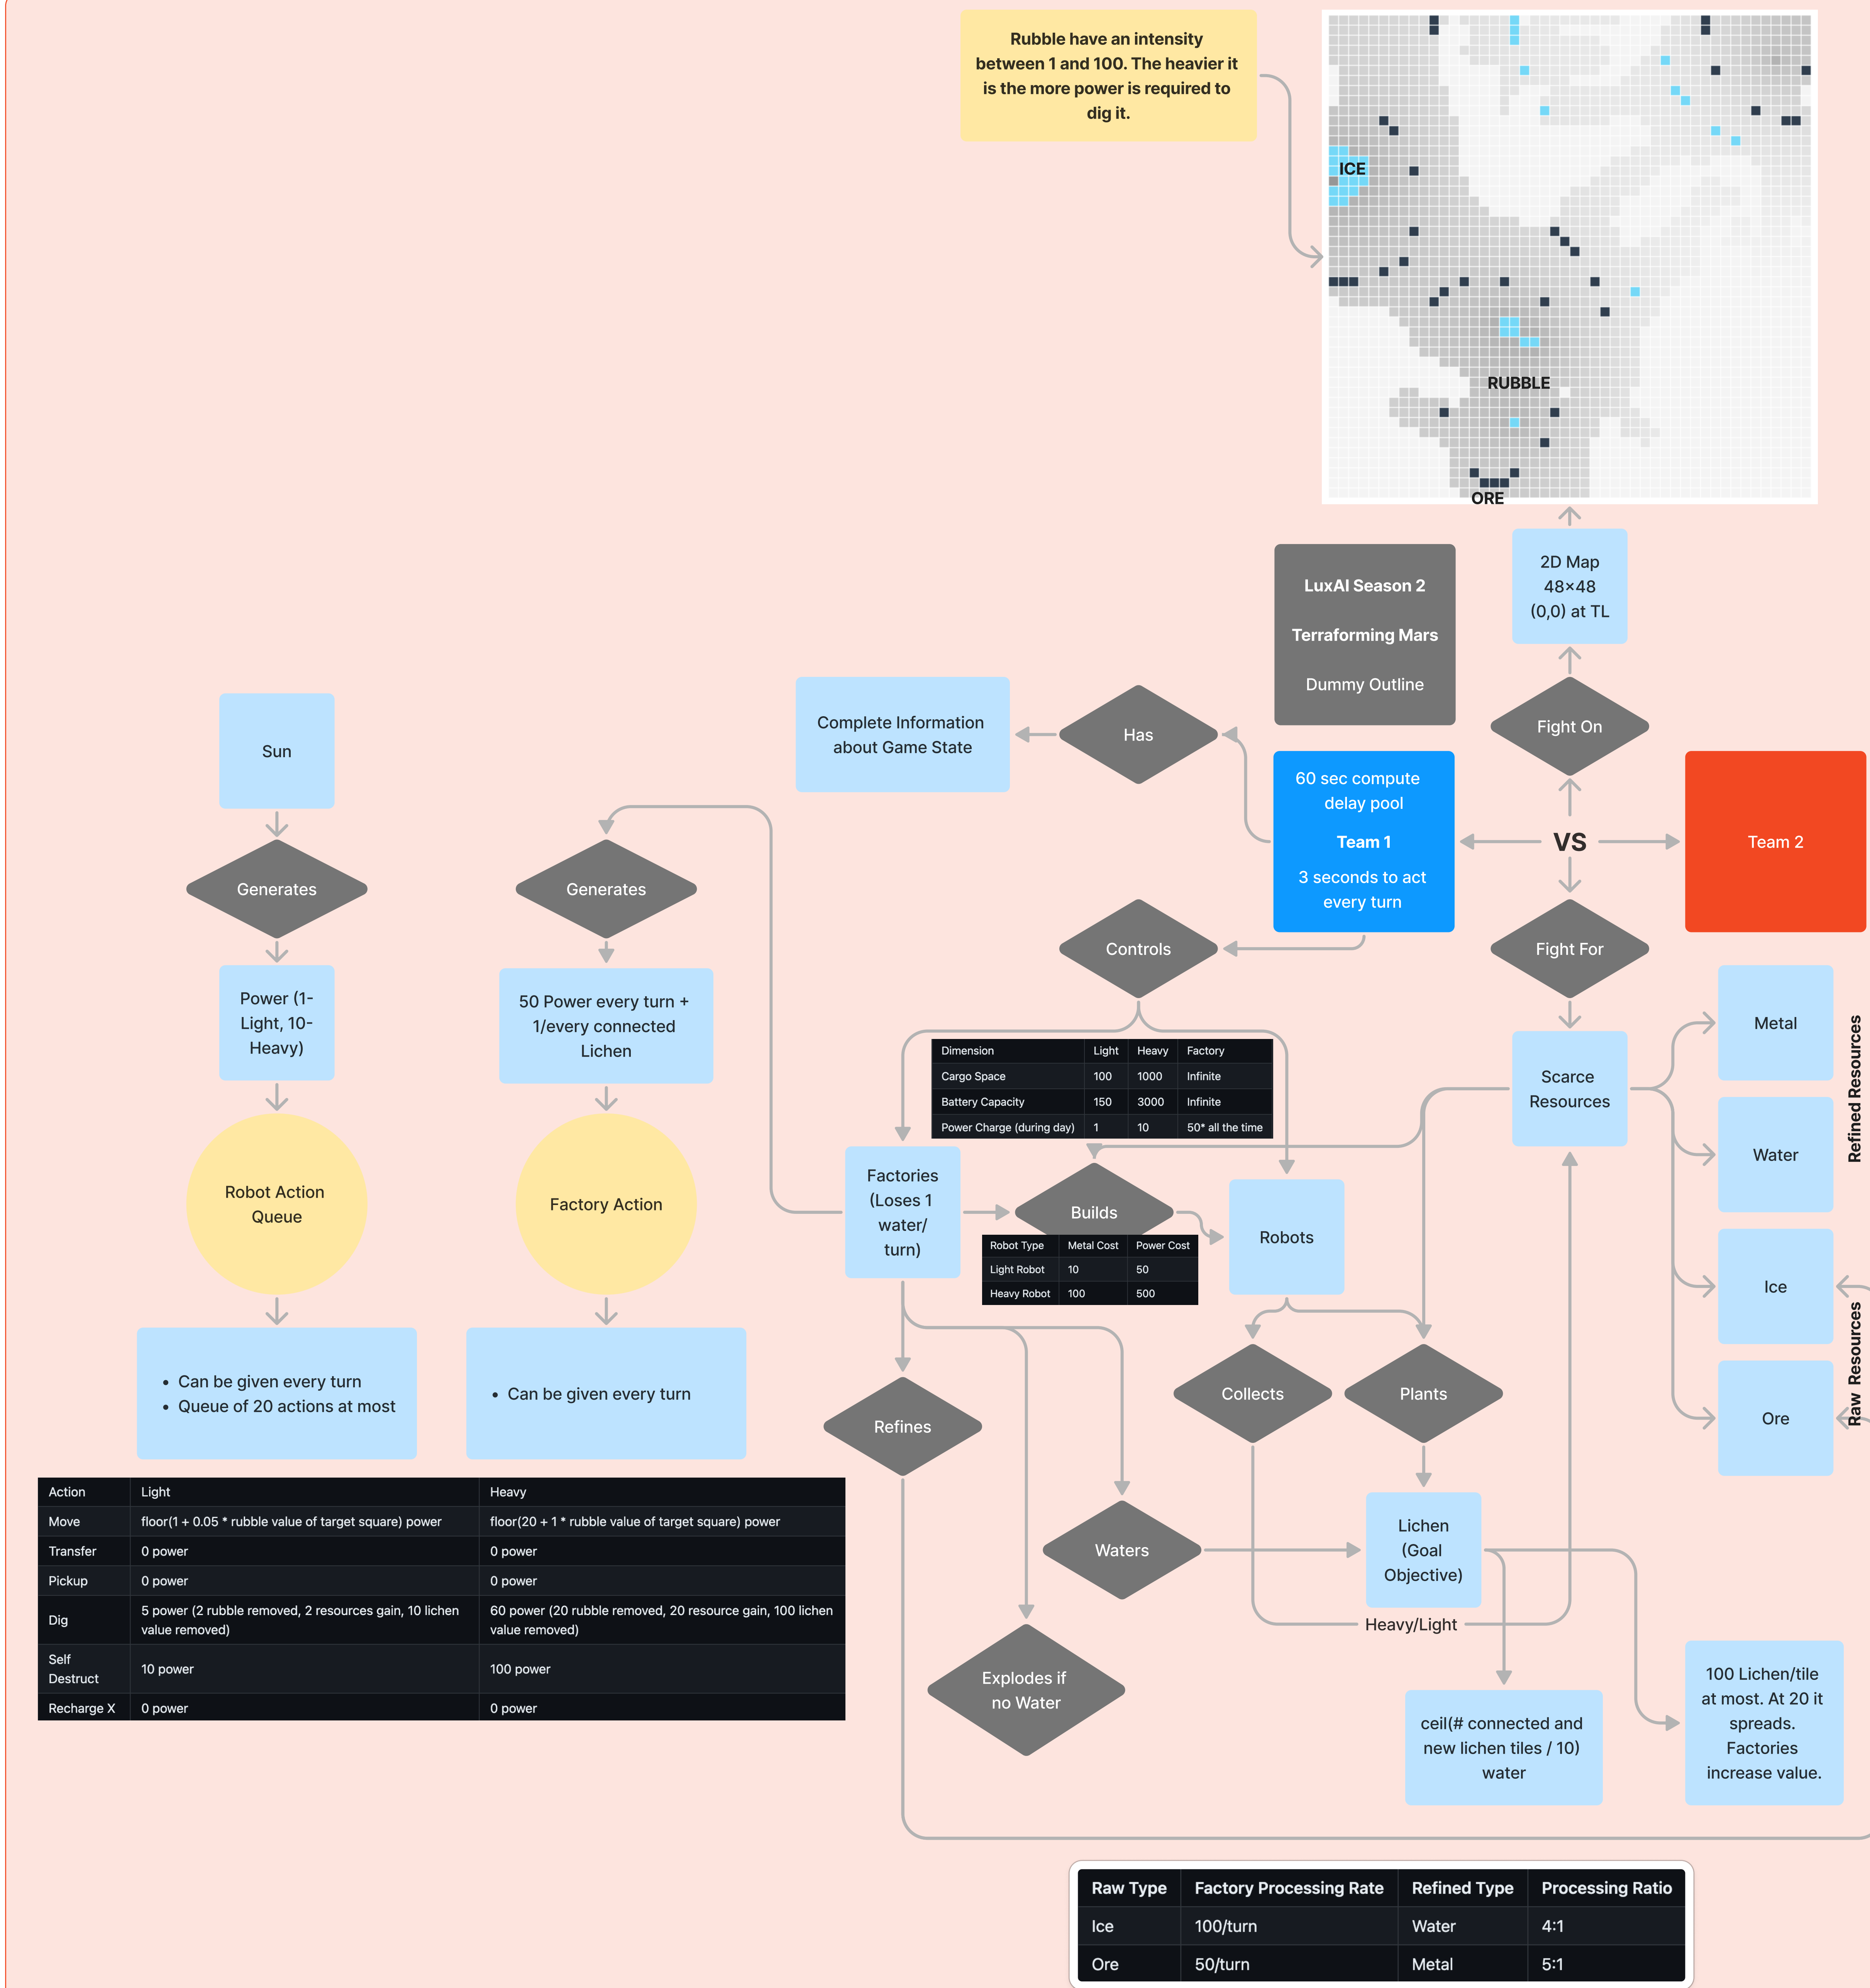 Rubble have an intensity
between 1 and 100. The heavier it
is the more power is required to
dig it.
ICE
RUBBLE
ORE
2D Map
48×48
(0,0) at TL
LuxAI Season 2
Terraforming Mars
Dummy Outline
Fight On
Complete Information
about Game State
Has
Sun
60 sec compute
delay pool
Team 1
3 seconds to act
every turn
VS
Team 2
Generates
Generates
Controls
Fight For
Power (1-
Light, 10-
Heavy)
50 Power every turn +
1/every connected
Lichen
Dimension Light Heavy Factory
Cargo Space 100 1000 Infinite
Battery Capacity 150 3000 Infinite
Power Charge (during day) 1 10 50* all the time
Scarce
Resources
Metal
Water
Ice
Ore
Refined Resources
Raw Resources
Robot Action
Queue
Factory Action
Factories
(Loses 1
water/
turn)
Builds
Robot Type Metal Cost Power Cost
Light Robot 10 50
Heavy Robot 100 500
Robots
• Can be given every turn
• Queue of 20 actions at most
• Can be given every turn
Refines
Collects
Plants
Action Light Heavy
Move floor(1 + 0.05 * rubble value of target square) power floor(20 + 1 * rubble value of target square) power
Transfer 0 power 0 power
Pickup 0 power 0 power
Dig 5 power (2 rubble removed, 2 resources gain, 10 lichen 60 power (20 rubble removed, 20 resource gain, 100 lichen
value removed) value removed)
Self
Destruct 10 power 100 power
Recharge X 0 power 0 power
Waters
Lichen
(Goal
Objective)
Heavy/Light
Explodes if
no Water
ceil(# connected and
new lichen tiles / 10)
water
100 Lichen/tile
at most. At 20 it
spreads.
Factories
increase value.
Raw Type Factory Processing Rate Refined Type Processing Ratio
Ice 100/turn Water 4:1
Ore 50/turn Metal 5:1